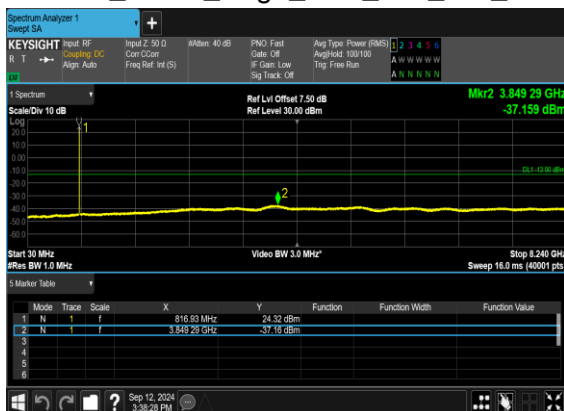 Spectrum Analyzer 1
Swept SA
KEYSIGHT
R T
Input: RF
Coupling: DC
Align: Auto
Input Z: 50 Ω
Corr CCorr
Freq Ref: Int (S)
#Atten: 40 dB
PNO: Fast
Gate: Off
IF Gain: Low
Sig Track: Off
Avg Type: Power (RMS)
Avg|Hold: 100/100
Trig: Free Run
1 2 3 4 5 6
A W W W W W
A N N N N N
1 Spectrum
Scale/Div 10 dB
Ref Lvl Offset 7.50 dB
Ref Level 30.00 dBm
Mkr2 3.849 29 GHz
-37.159 dBm
Log
20.0
10.0
0.00
-10.0
-20.0
-30.0
-40.0
-50.0
-60.0
1
2
DL1 -13.00 dBm
Start 30 MHz
#Res BW 1.0 MHz
Video BW 3.0 MHz*
Stop 8.240 GHz
Sweep 16.0 ms (40001 pts)
5 Marker Table
Mode Trace Scale X Y Function Function Width Function Value
1 N 1 f 816.93 MHz 24.32 dBm
2 N 1 f 3.849 29 GHz -37.16 dBm
3
4
5
6
Sep 12, 2024
3:38:28 PM